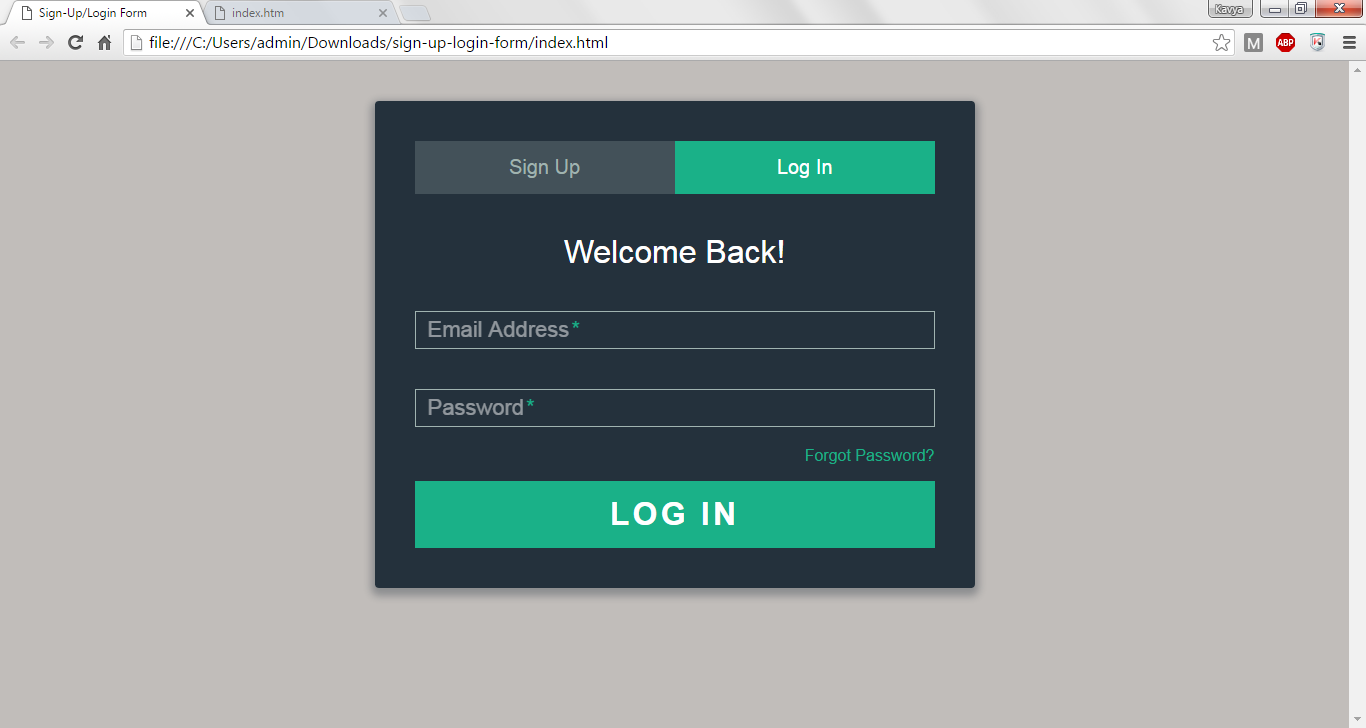 Sign-Up/Login Form
index.htm
Kavya
file:///C:/Users/admin/Downloads/sign-up-login-form/index.html
M
ABP
Sign Up
Log In
Welcome Back!
Email Address*
Password*
Forgot Password?
LOG IN